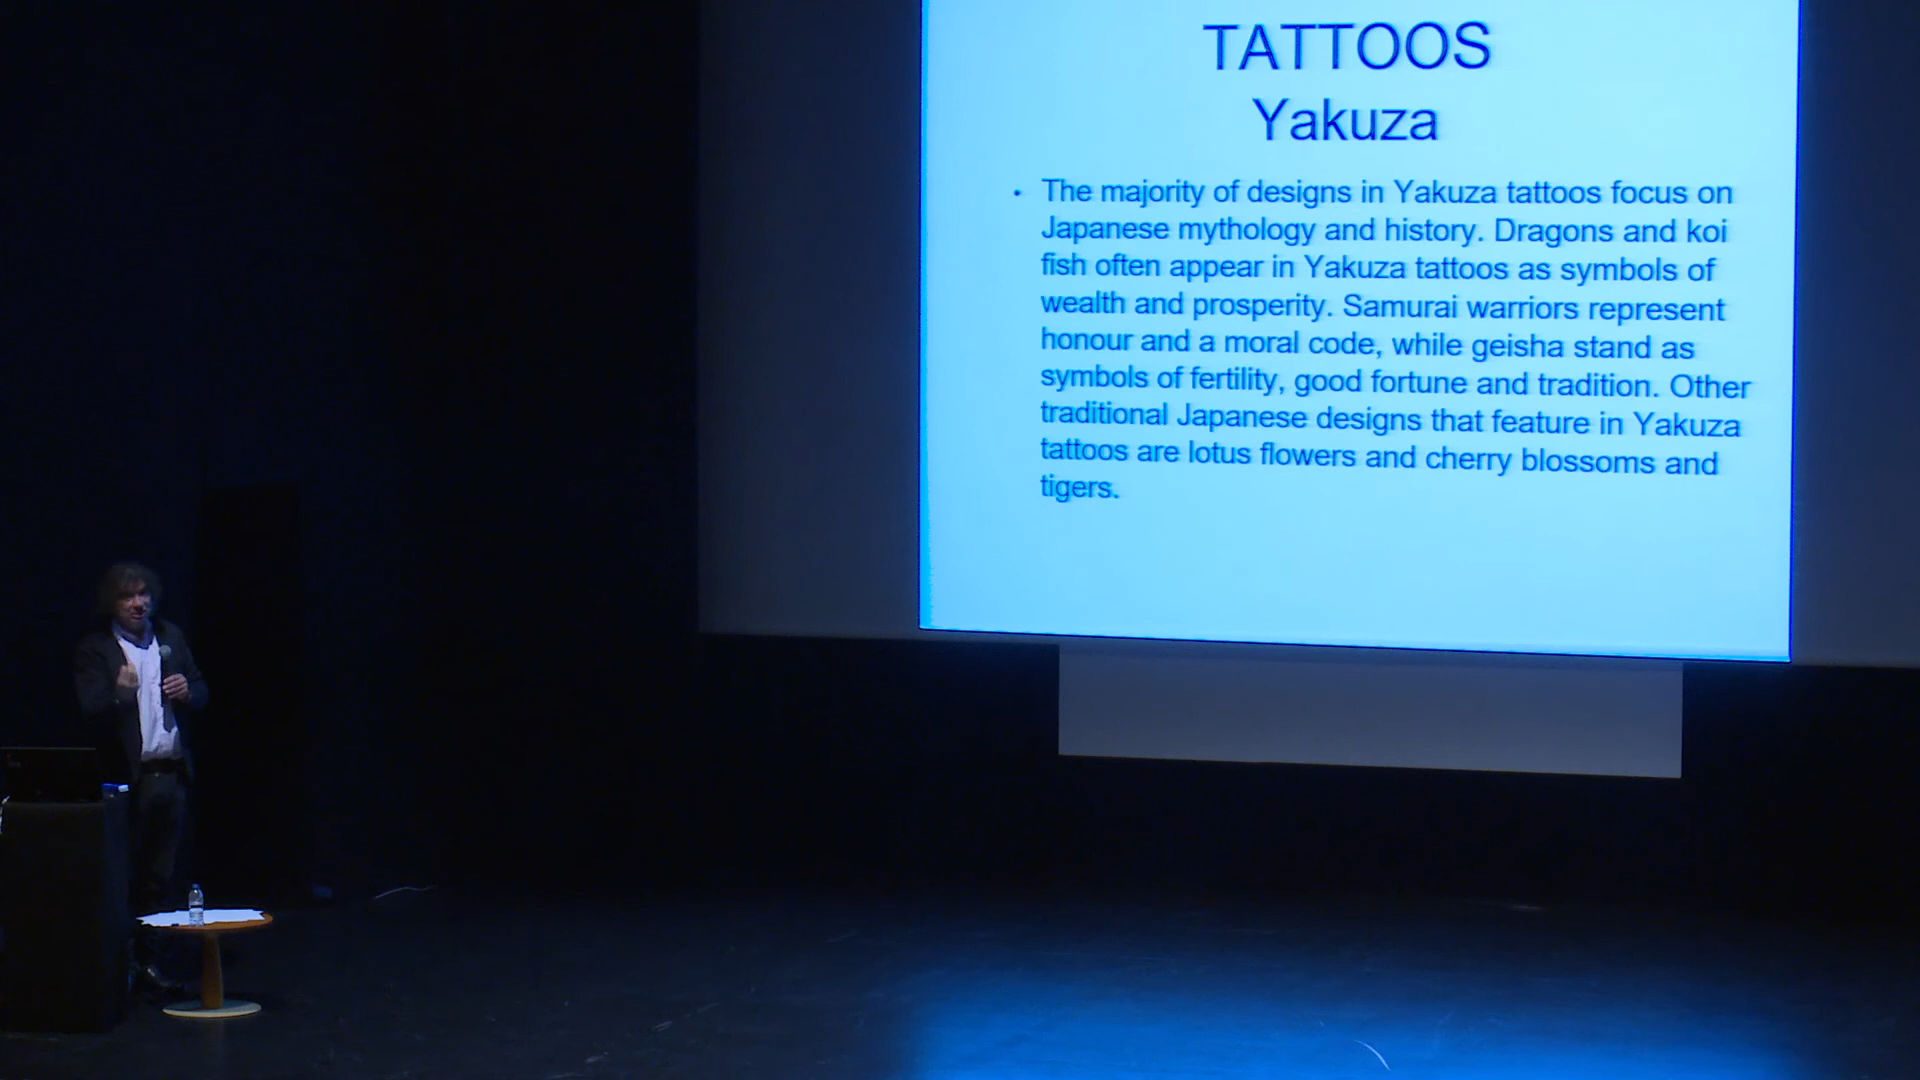 TATTOOS
Yakuza
• The majority of designs in Yakuza tattoos focus on
Japanese mythology and history. Dragons and koi
fish often appear in Yakuza tattoos as symbols of
wealth and prosperity. Samurai warriors represent
honour and a moral code, while geisha stand as
symbols of fertility, good fortune and tradition. Other
traditional Japanese designs that feature in Yakuza
tattoos are lotus flowers and cherry blossoms and
tigers.